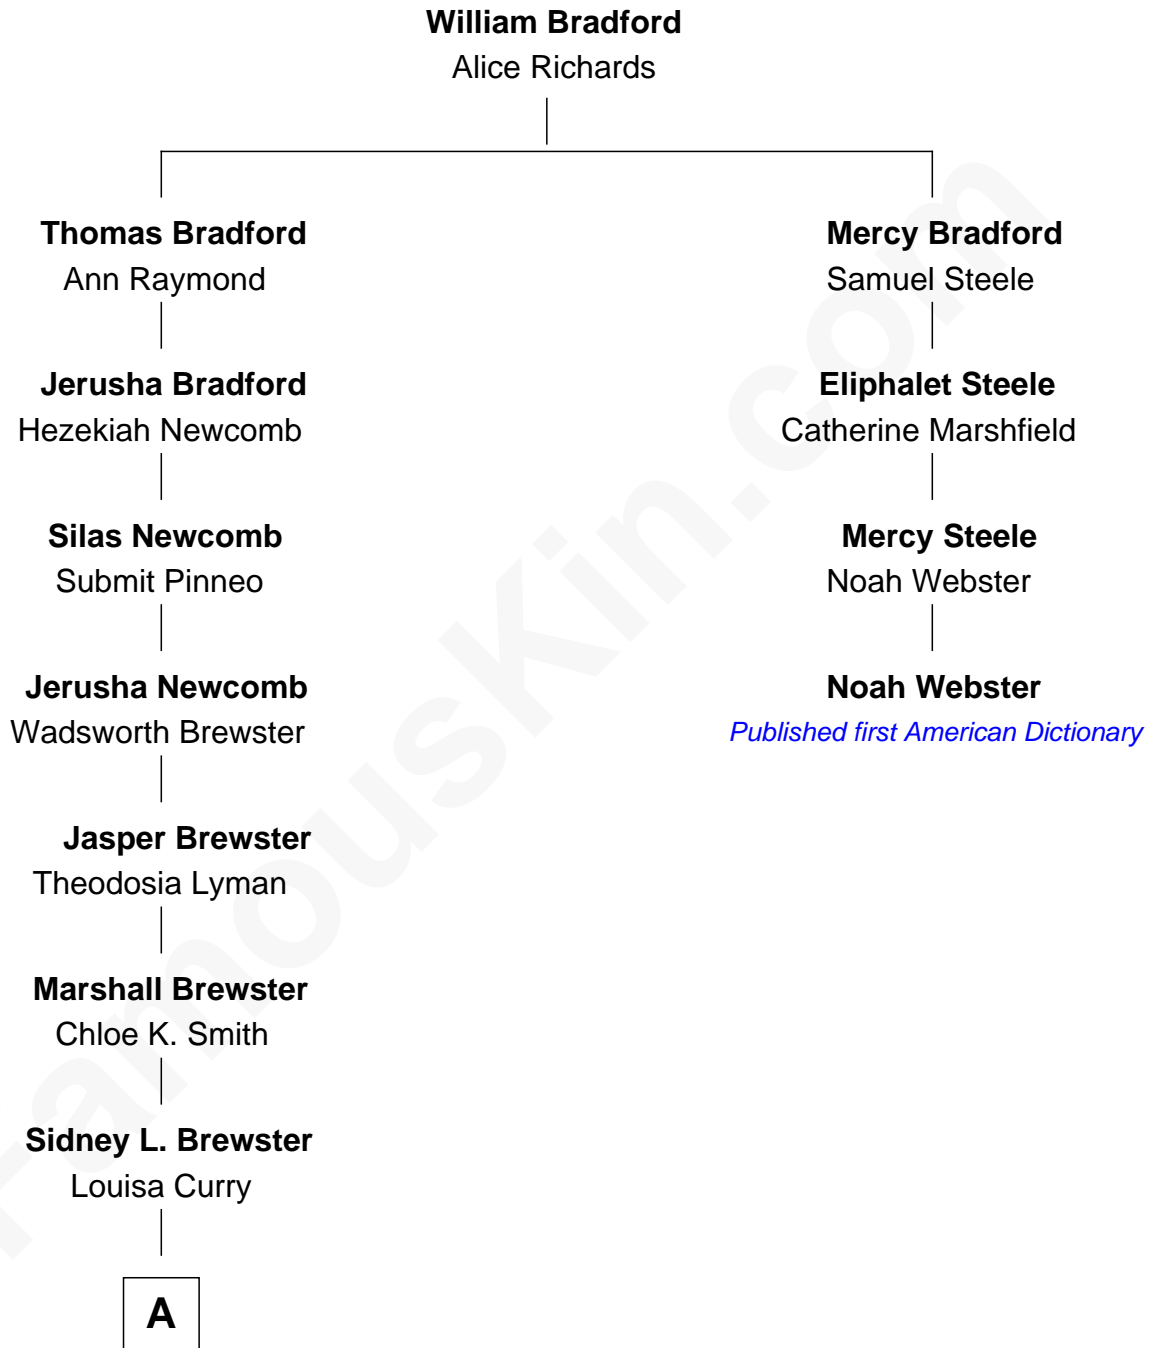 William Bradford
Alice Richards
Thomas Bradford
Ann Raymond
Mercy Bradford
Samuel Steele
Jerusha Bradford
Hezekiah Newcomb
Eliphalet Steele
Catherine Marshfield
Silas Newcomb
Submit Pinneo
Mercy Steele
Noah Webster
Jerusha Newcomb
Wadsworth Brewster
Noah Webster
Published first American Dictionary
Jasper Brewster
Theodosia Lyman
Marshall Brewster
Chloe K. Smith
Sidney L. Brewster
Louisa Curry
A
FamousKin.com